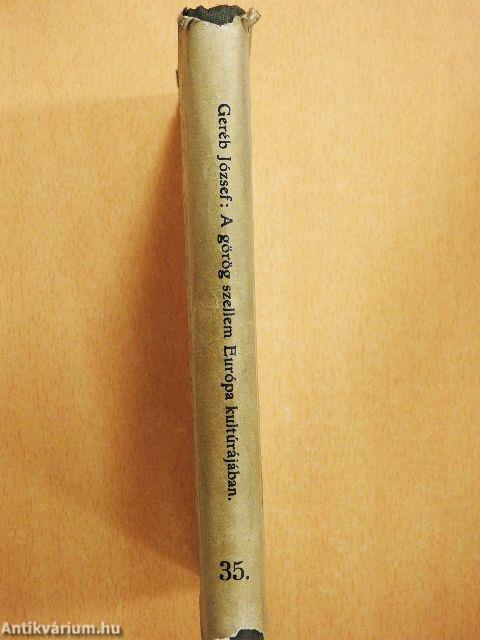 Geréb József: A görög szellem Európa kultúrájában.
35.
Antikvárium.hu